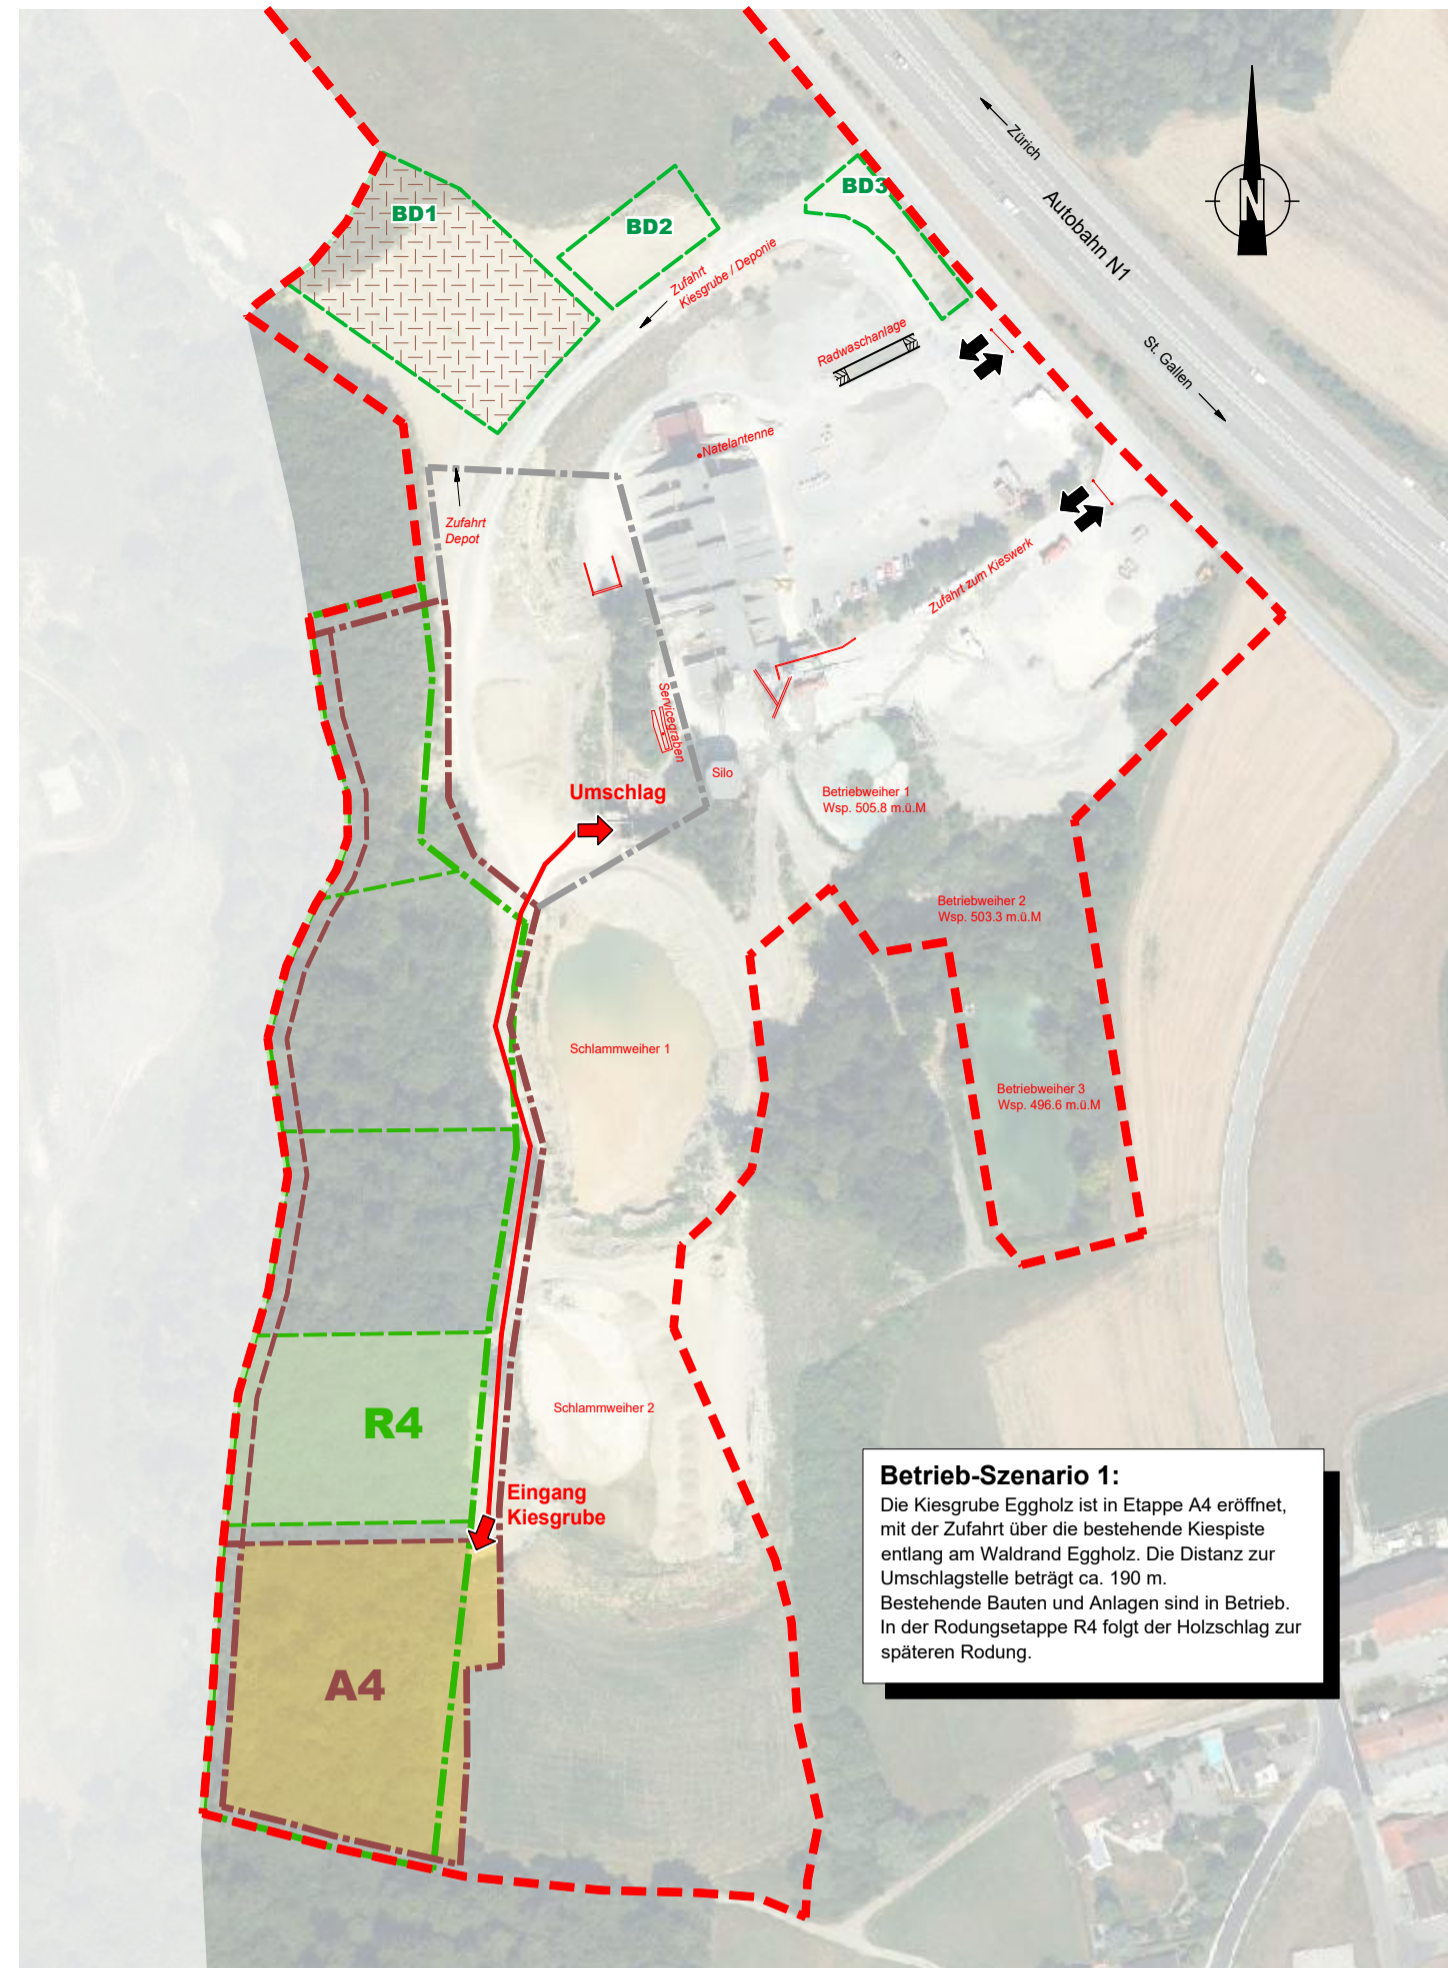 Zürich
Autobahn N1
St. Gallen
N
BD1
BD2
BD3
Zufahrt
Kiesgrube / Deponie
Radwaschanlage
Natelantenne
Zufahrt
Depot
Zufahrt zum Kieswerk
Servicegraben
Silo
Umschlag
Betriebweiher 1
Wsp. 505.8 m.ü.M
Betriebweiher 2
Wsp. 503.3 m.ü.M
Schlammweiher 1
Betriebweiher 3
Wsp. 496.6 m.ü.M
Schlammweiher 2
R4
Eingang
Kiesgrube
A4
Betrieb-Szenario 1:
Die Kiesgrube Eggholz ist in Etappe A4 eröffnet,
mit der Zufahrt über die bestehende Kiespiste
entlang am Waldrand Eggholz. Die Distanz zur
Umschlagstelle beträgt ca. 190 m.
Bestehende Bauten und Anlagen sind in Betrieb.
In der Rodungsetappe R4 folgt der Holzschlag zur
späteren Rodung.